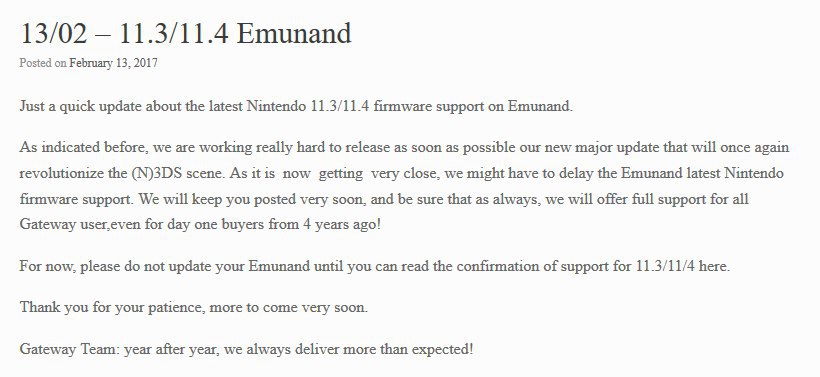 13/02 – 11.3/11.4 Emunand
Posted on February 13, 2017
Just a quick update about the latest Nintendo 11.3/11.4 firmware support on Emunand.
As indicated before, we are working really hard to release as soon as possible our new major update that will once again
revolutionize the (N)3DS scene. As it is  now  getting  very close, we might have to delay the Emunand latest Nintendo
firmware support. We will keep you posted very soon, and be sure that as always, we will offer full support for all
Gateway user,even for day one buyers from 4 years ago!
For now, please do not update your Emunand until you can read the confirmation of support for 11.3/11/4 here.
Thank you for your patience, more to come very soon.
Gateway Team: year after year, we always deliver more than expected!